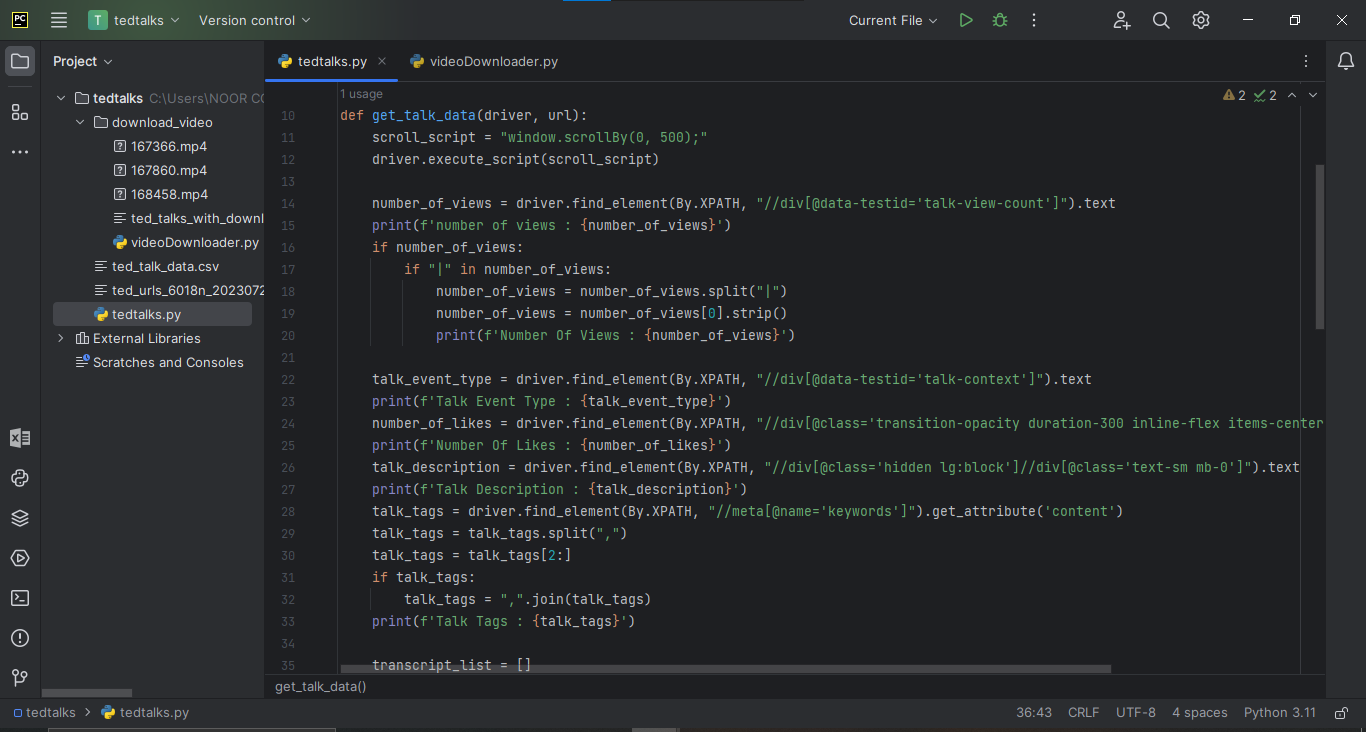 PC
T tedtalks Version control Current File
Project
tedtalks C:\Users\NOOR CO
download_video
167366.mp4
167860.mp4
168458.mp4
ted_talks_with_downl
videoDownloader.py
ted_talk_data.csv
ted_urls_6018n_2023072
tedtalks.py
External Libraries
Scratches and Consoles
tedtalks.py videoDownloader.py
1 usage
2 2
10 def get_talk_data(driver, url):
11 scroll_script = "window.scrollBy(0, 500);"
12 driver.execute_script(scroll_script)
13
14 number_of_views = driver.find_element(By.XPATH, "//div[@data-testid='talk-view-count']").text
15 print(f'number of views : {number_of_views}')
16 if number_of_views:
17 if "|" in number_of_views:
18 number_of_views = number_of_views.split("|")
19 number_of_views = number_of_views[0].strip()
20 print(f'Number Of Views : {number_of_views}')
21
22 talk_event_type = driver.find_element(By.XPATH, "//div[@data-testid='talk-context']").text
23 print(f'Talk Event Type : {talk_event_type}')
24 number_of_likes = driver.find_element(By.XPATH, "//div[@class='transition-opacity duration-300 inline-flex items-center
25 print(f'Number Of Likes : {number_of_likes}')
26 talk_description = driver.find_element(By.XPATH, "//div[@class='hidden lg:block']//div[@class='text-sm mb-0']").text
27 print(f'Talk Description : {talk_description}')
28 talk_tags = driver.find_element(By.XPATH, "//meta[@name='keywords']").get_attribute('content')
29 talk_tags = talk_tags.split(",")
30 talk_tags = talk_tags[2:]
31 if talk_tags:
32 talk_tags = ",".join(talk_tags)
33 print(f'Talk Tags : {talk_tags}')
34
35 transcript_list = []
get_talk_data()
tedtalks > tedtalks.py 36:43 CRLF UTF-8 4 spaces Python 3.11